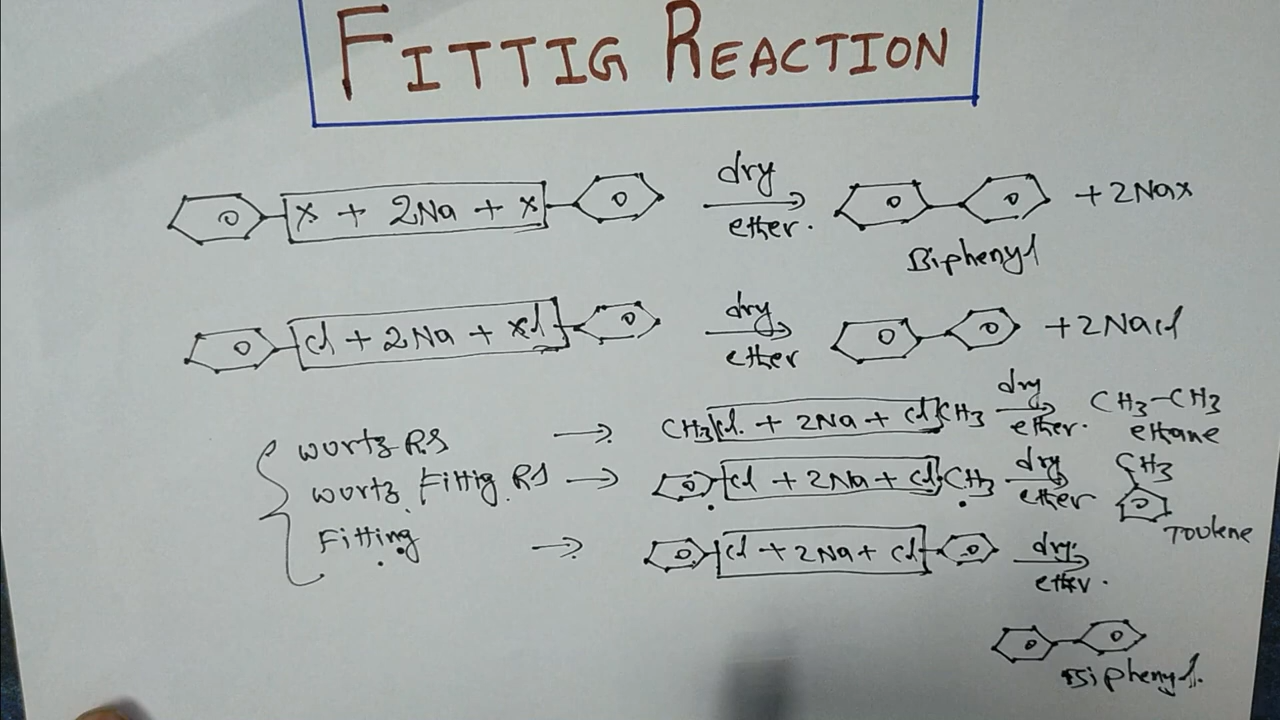 FITTIG REACTION
X + 2Na + X dry ether. + 2NaX
Biphenyl
Cl + 2Na + Cl dry ether + 2NaCl
Wurtz RS → CH3 Cl + 2Na + Cl CH3 dry ether. CH3-CH3 ethane
Wurtz Fittig RS → Cl + 2Na + Cl CH3 dry ether CH3 Toulene
Fitting → Cl + 2Na + Cl dry ether.
Biphenyl.